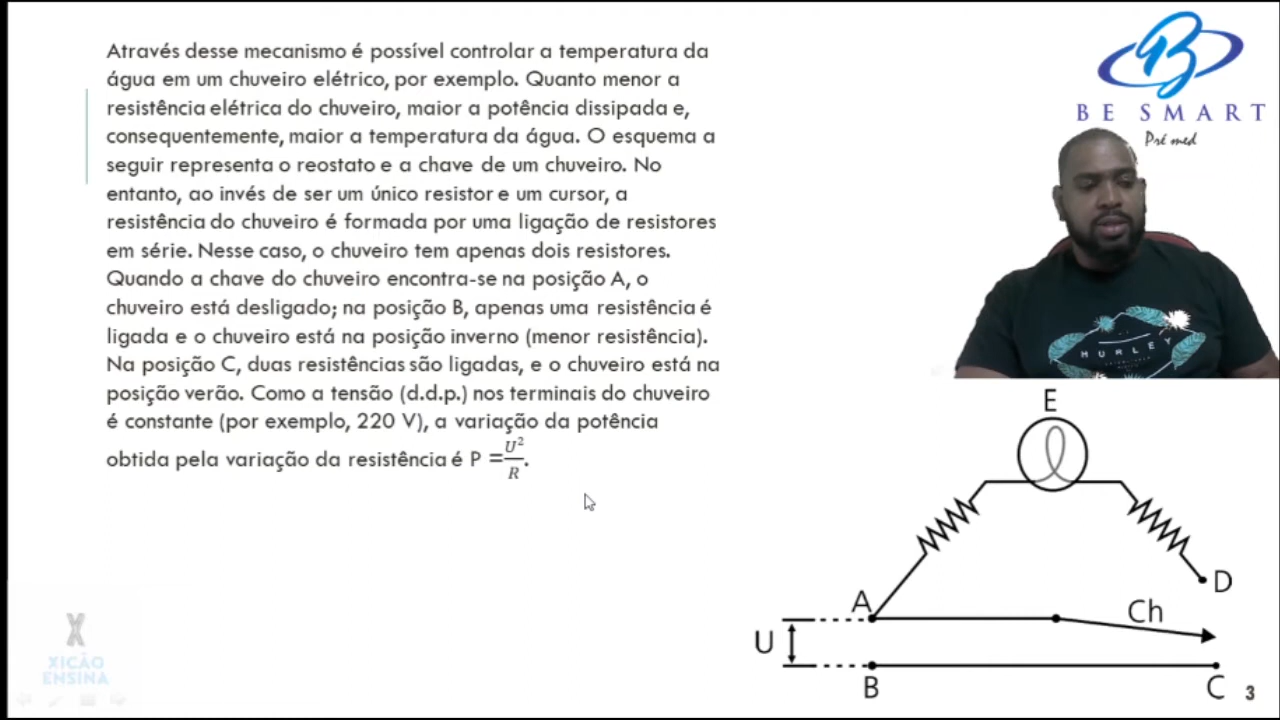 Através desse mecanismo é possível controlar a temperatura da
água em um chuveiro elétrico, por exemplo. Quanto menor a
resistência elétrica do chuveiro, maior a potência dissipada e,
consequentemente, maior a temperatura da água. O esquema a
seguir representa o reostato e a chave de um chuveiro. No
entanto, ao invés de ser um único resistor e um cursor, a
resistência do chuveiro é formada por uma ligação de resistores
em série. Nesse caso, o chuveiro tem apenas dois resistores.
Quando a chave do chuveiro encontra-se na posição A, o
chuveiro está desligado; na posição B, apenas uma resistência é
ligada e o chuveiro está na posição inverno (menor resistência).
Na posição C, duas resistências são ligadas, e o chuveiro está na
posição verão. Como a tensão (d.d.p.) nos terminais do chuveiro
é constante (por exemplo, 220 V), a variação da potência
obtida pela variação da resistência é P =U²/R.
BE SMART
Pré med
HURLEY
E
D
A
Ch
U
B
C
3
X
XICÃO
ENSINA